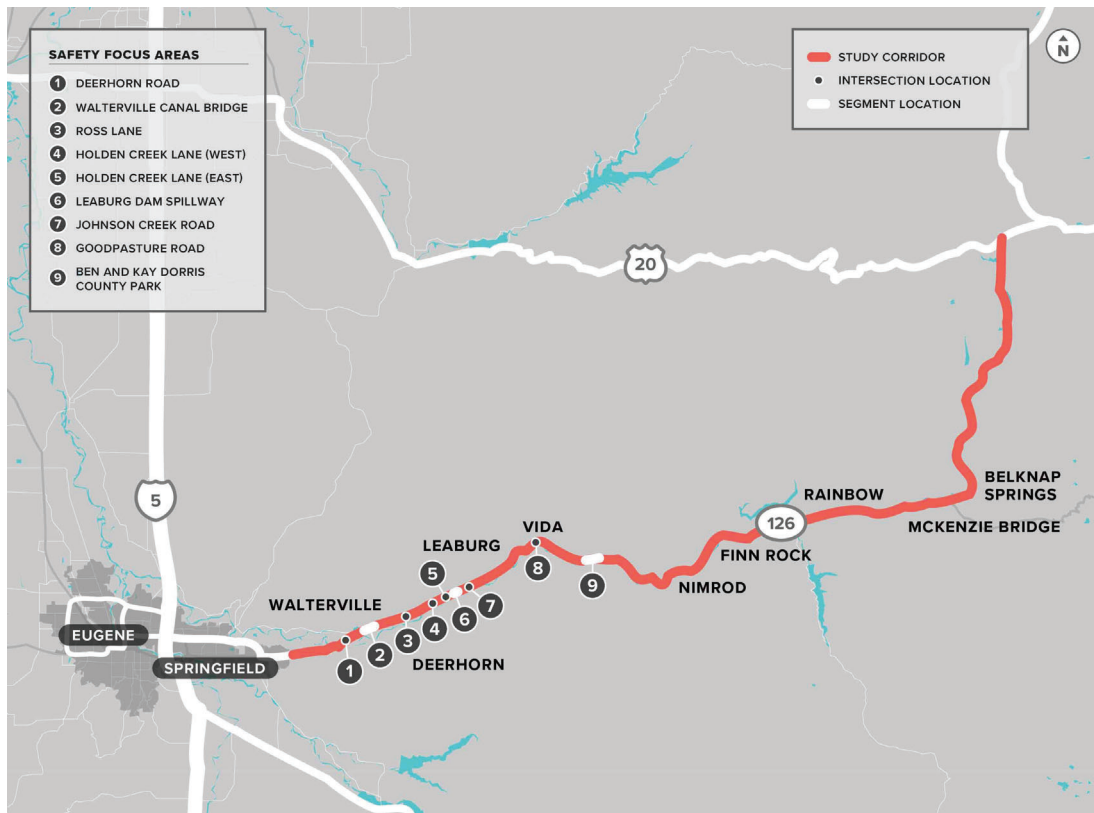 SAFETY FOCUS AREAS
1 DEERHORN ROAD
2 WALTERVILLE CANAL BRIDGE
3 ROSS LANE
4 HOLDEN CREEK LANE (WEST)
5 HOLDEN CREEK LANE (EAST)
6 LEABURG DAM SPILLWAY
7 JOHNSON CREEK ROAD
8 GOODPASTURE ROAD
9 BEN AND KAY DORRIS
COUNTY PARK
STUDY CORRIDOR
INTERSECTION LOCATION
SEGMENT LOCATION
N
20
5
BELKNAP
SPRINGS
RAINBOW
126
MCKENZIE BRIDGE
FINN ROCK
NIMROD
VIDA
LEABURG
8
9
5
6
7
4
3
WALTERVILLE
2
1
DEERHORN
EUGENE
SPRINGFIELD